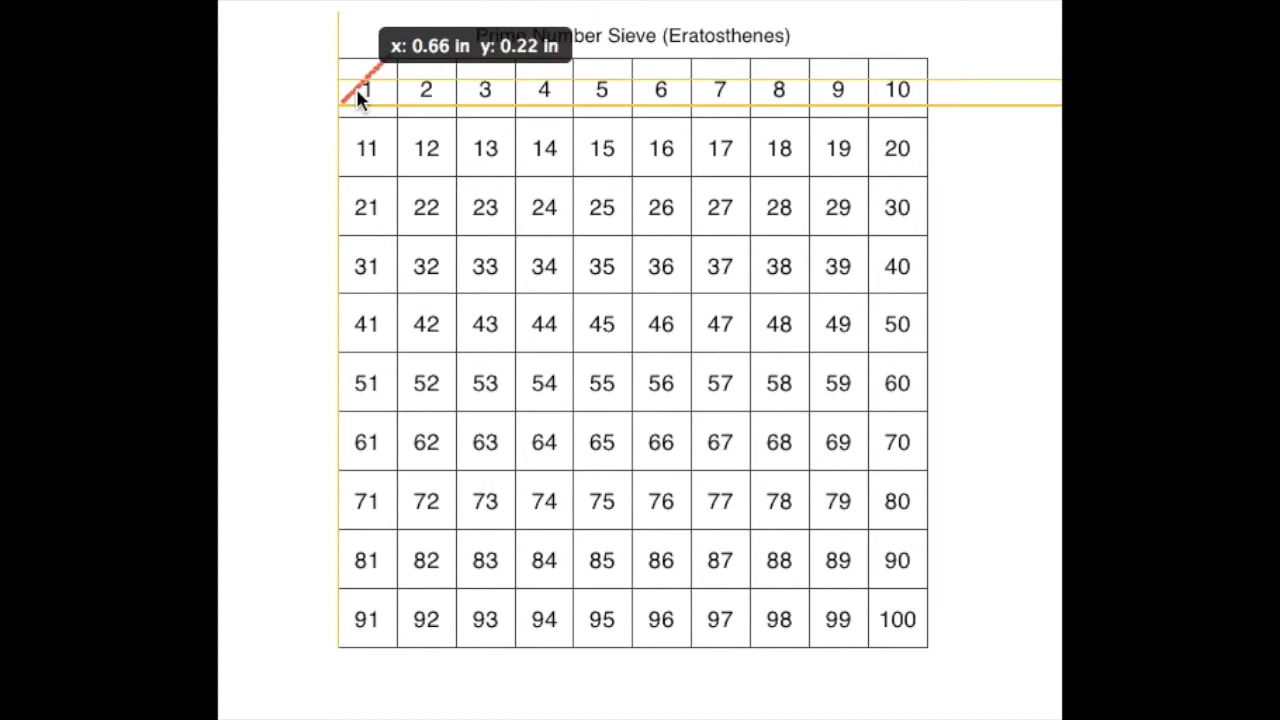 Prime Number Sieve (Eratosthenes)
x: 0.66 in y: 0.22 in
1 2 3 4 5 6 7 8 9 10
11 12 13 14 15 16 17 18 19 20
21 22 23 24 25 26 27 28 29 30
31 32 33 34 35 36 37 38 39 40
41 42 43 44 45 46 47 48 49 50
51 52 53 54 55 56 57 58 59 60
61 62 63 64 65 66 67 68 69 70
71 72 73 74 75 76 77 78 79 80
81 82 83 84 85 86 87 88 89 90
91 92 93 94 95 96 97 98 99 100